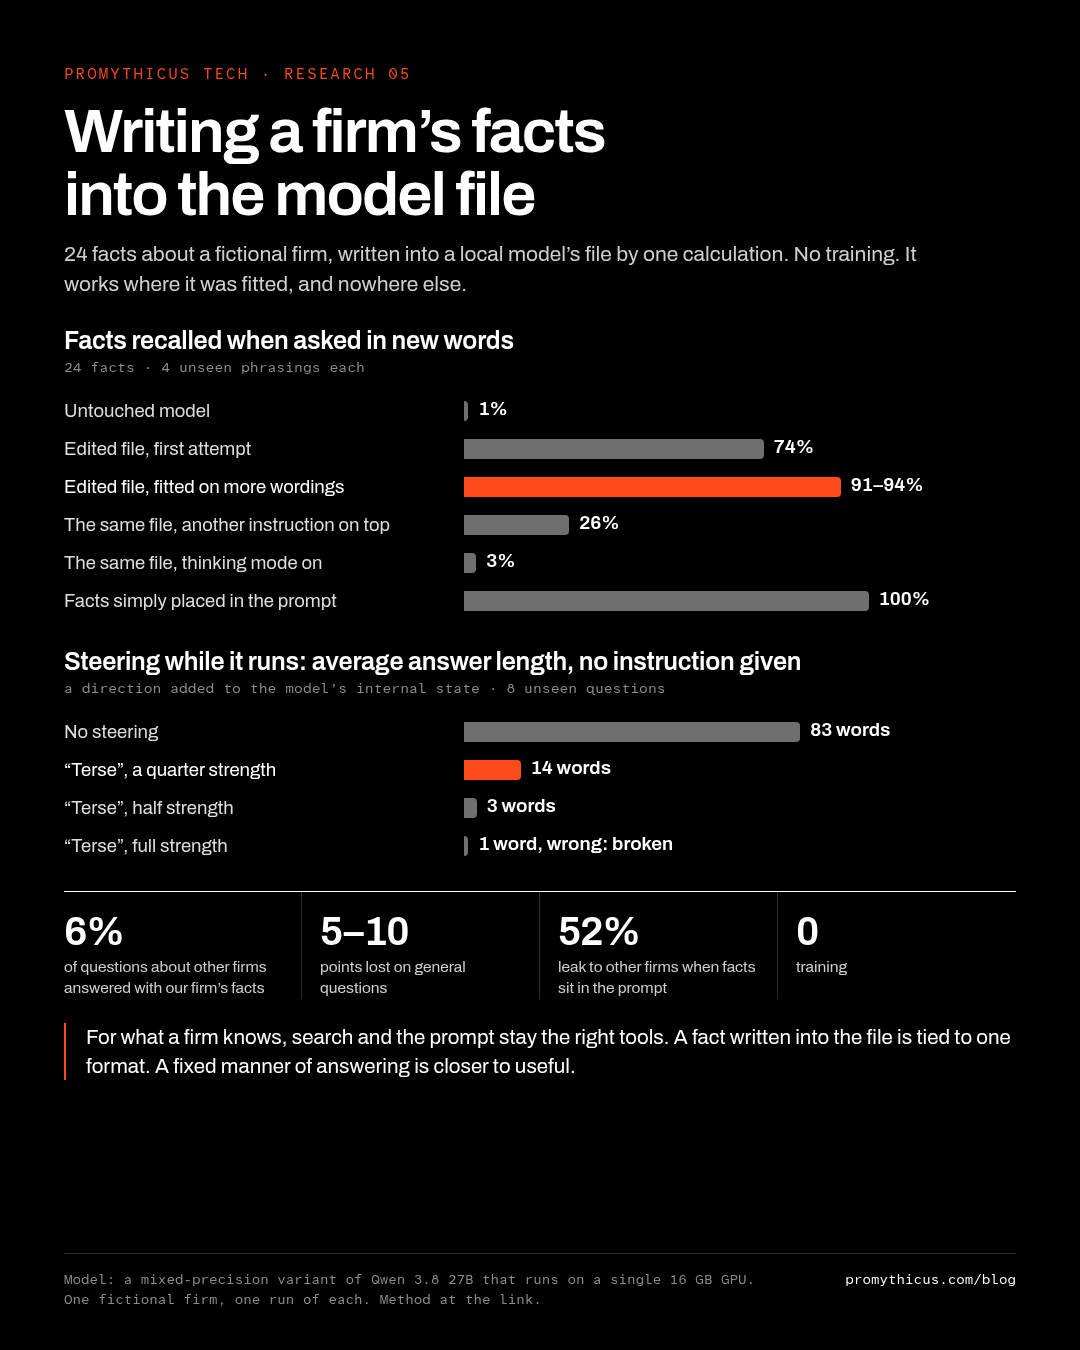 PROMYTHICUS TECH · RESEARCH 05
Writing a firm’s facts
into the model file
24 facts about a fictional firm, written into a local model’s file by one calculation. No training. It
works where it was fitted, and nowhere else.
Facts recalled when asked in new words
24 facts · 4 unseen phrasings each
Untouched model 1%
Edited file, first attempt 74%
Edited file, fitted on more wordings 91–94%
The same file, another instruction on top 26%
The same file, thinking mode on 3%
Facts simply placed in the prompt 100%
Steering while it runs: average answer length, no instruction given
a direction added to the model’s internal state · 8 unseen questions
No steering 83 words
“Terse”, a quarter strength 14 words
“Terse”, half strength 3 words
“Terse”, full strength 1 word, wrong: broken
6%
of questions about other firms
answered with our firm’s facts
5–10
points lost on general
questions
52%
leak to other firms when facts
sit in the prompt
0
training
For what a firm knows, search and the prompt stay the right tools. A fact written into the file is tied to one
format. A fixed manner of answering is closer to useful.
Model: a mixed-precision variant of Qwen 3.8 27B that runs on a single 16 GB GPU.
One fictional firm, one run of each. Method at the link.
promythicus.com/blog